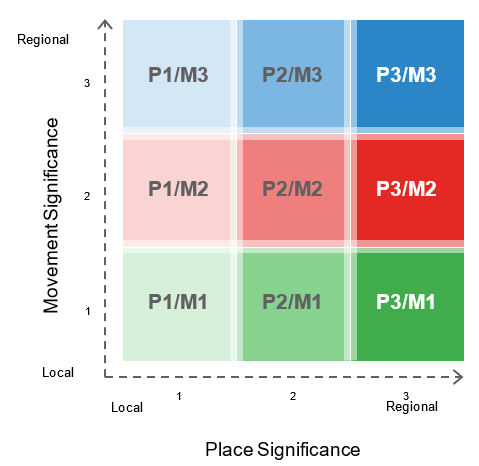 Regional
3
P1/M3 P2/M3 P3/M3
Movement Significance
2
P1/M2 P2/M2 P3/M2
1
P1/M1 P2/M1 P3/M1
Local
1 2 3
Local Regional
Place Significance